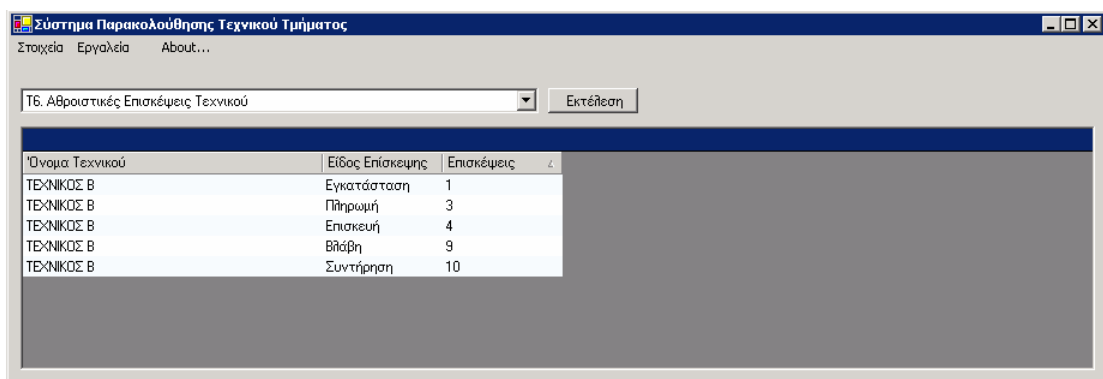 Σύστημα Παρακολούθησης Τεχνικού Τμήματος
Στοιχεία Εργαλεία About...
Τ6. Αθροιστικές Επισκέψεις Τεχνικού Εκτέλεση
Όνομα Τεχνικού Είδος Επίσκεψης Επισκέψεις
ΤΕΧΝΙΚΟΣ Β Εγκατάσταση 1
ΤΕΧΝΙΚΟΣ Β Πληρωμή 3
ΤΕΧΝΙΚΟΣ Β Επισκευή 4
ΤΕΧΝΙΚΟΣ Β Βλάβη 9
ΤΕΧΝΙΚΟΣ Β Συντήρηση 10